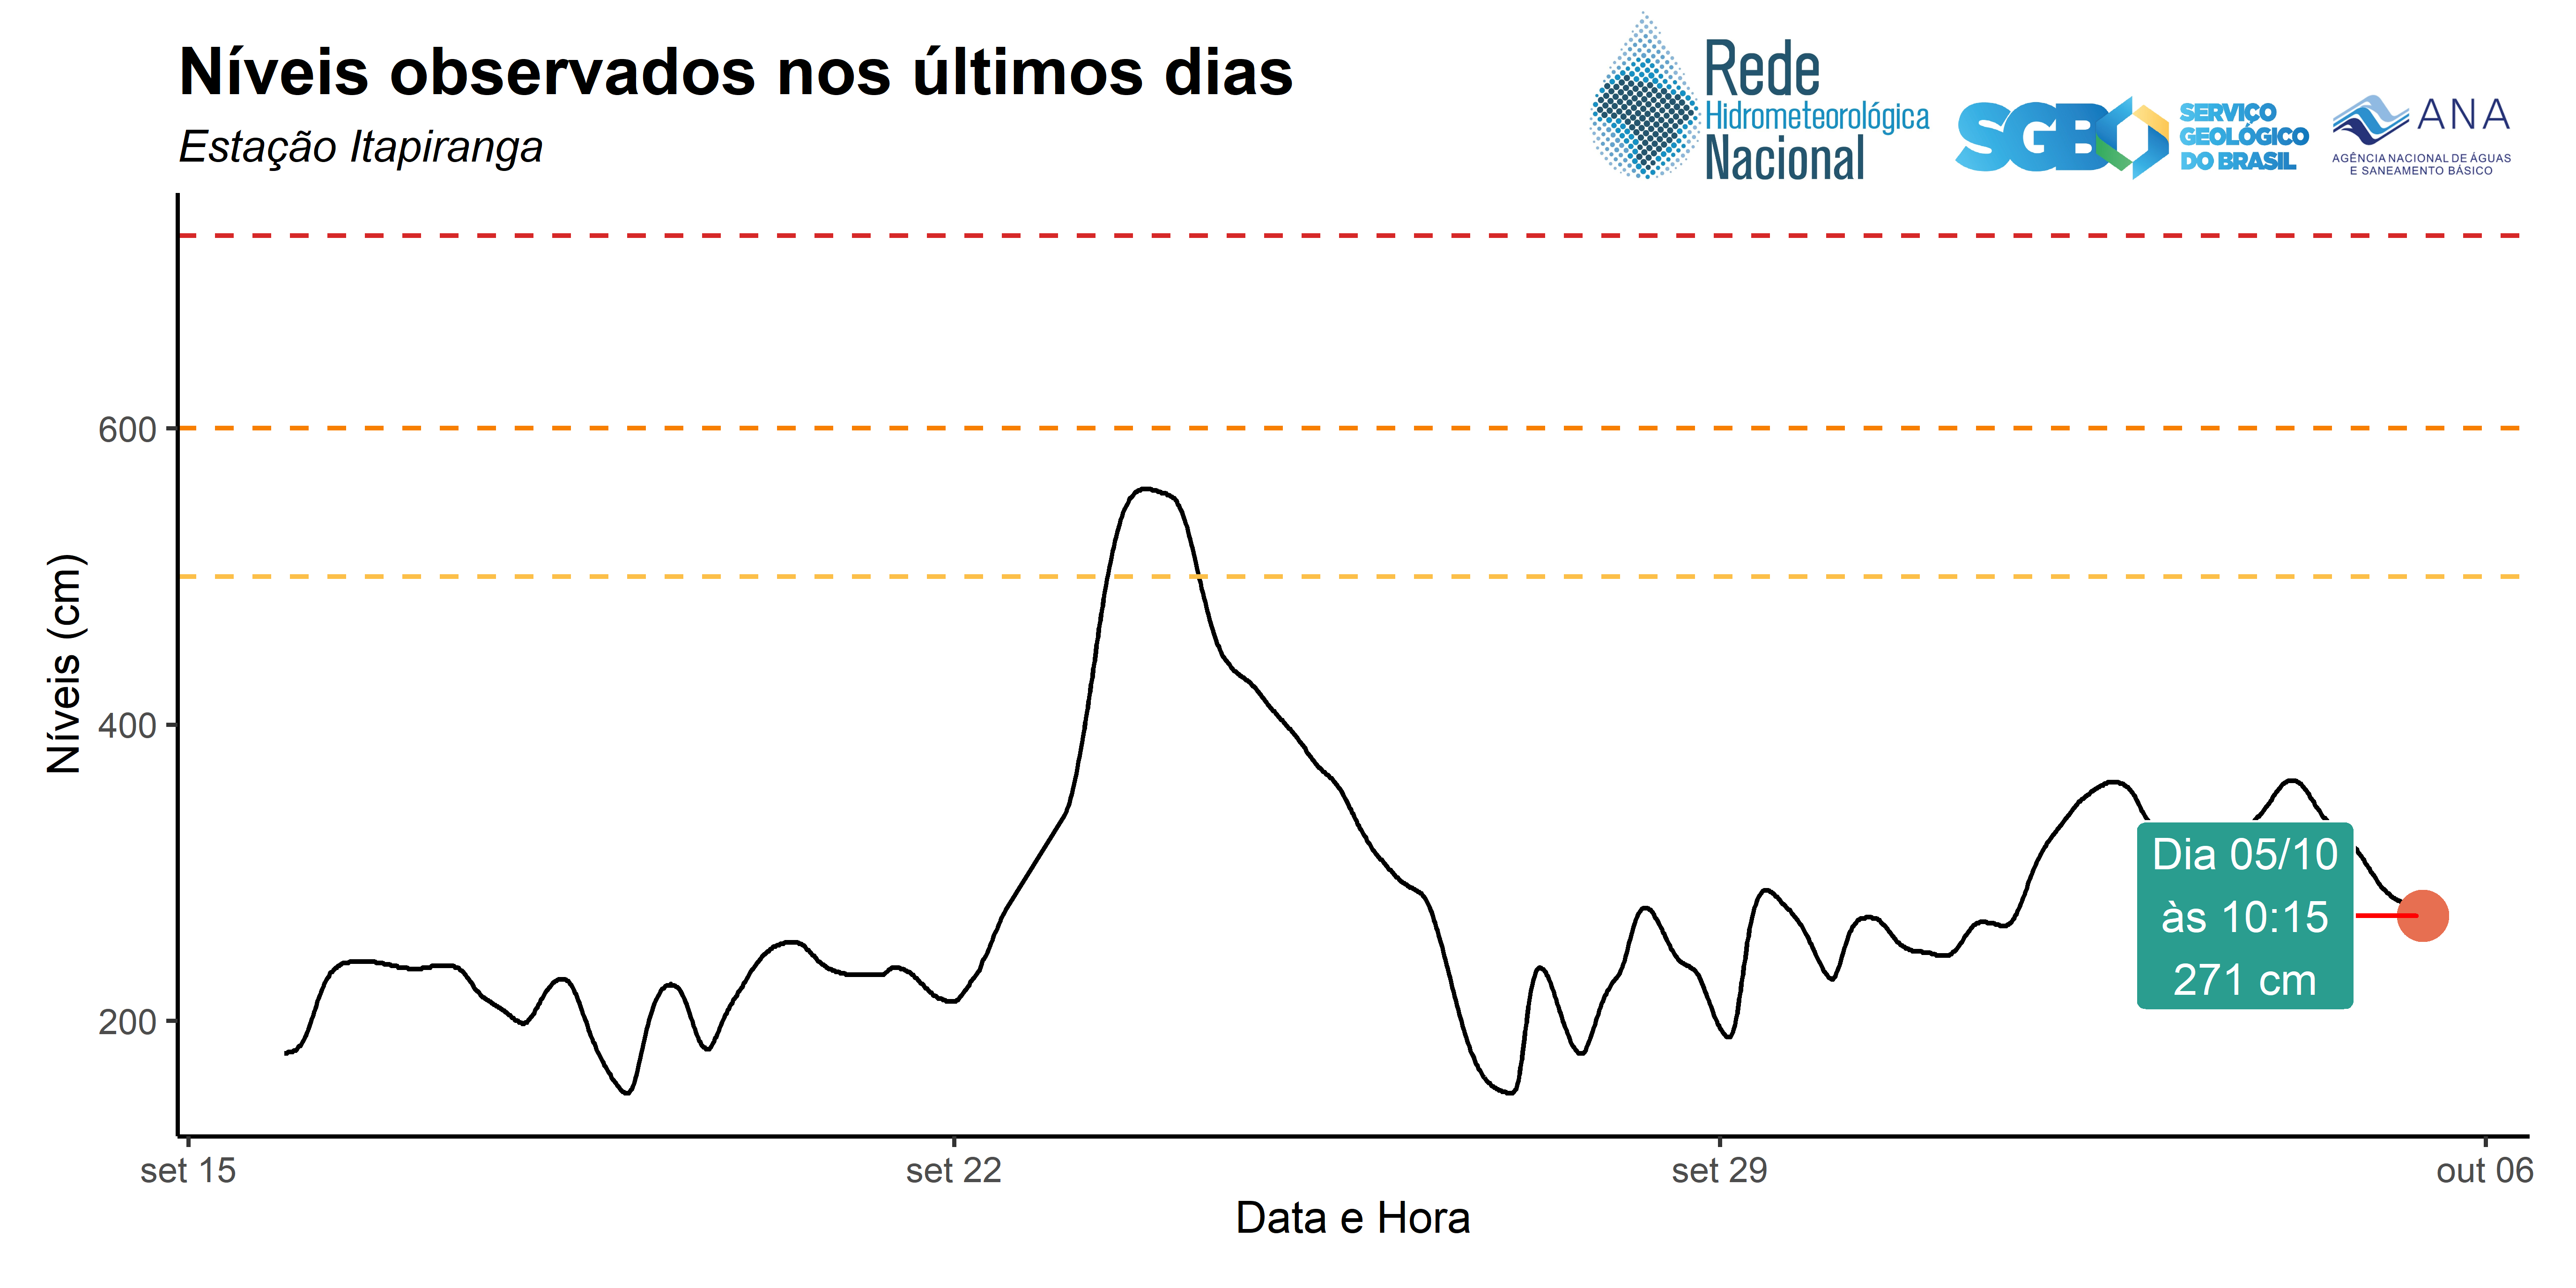 Níveis observados nos últimos dias
Estação Itapiranga
Rede
Hidrometeorológica
Nacional
SGB
SERVIÇO
GEOLÓGICO
DO BRASIL
ANA
AGÊNCIA NACIONAL DE ÁGUAS
E SANEAMENTO BÁSICO
Níveis (cm)
600
400
200
Dia 05/10
às 10:15
271 cm
set 15
set 22
set 29
out 06
Data e Hora